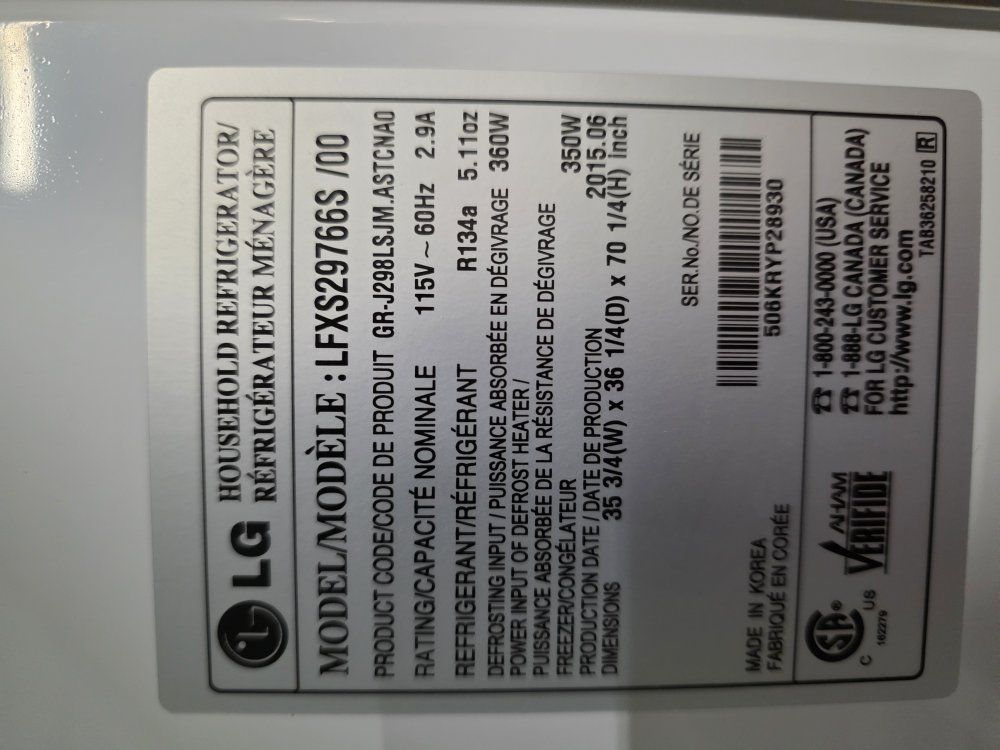 LG
HOUSEHOLD REFRIGERATOR/
RÉFRIGÉRATEUR MÉNAGÈRE
MODEL/MODÈLE : LFXS29766S /00
PRODUCT CODE/CODE DE PRODUIT GR-J298LSJM.ASTCNA0
RATING/CAPACITÉ NOMINALE 115V ~ 60Hz 2.9A
REFRIGERANT/RÉFRIGÉRANT R134a 5.11oz
DEFROSTING INPUT / PUISSANCE ABSORBÉE EN DÉGIVRAGE 360W
POWER INPUT OF DEFROST HEATER /
PUISSANCE ABSORBÉE DE LA RÉSISTANCE DE DÉGIVRAGE
FREEZER/CONGÉLATEUR 350W
PRODUCTION DATE / DATE DE PRODUCTION 2015.06
DIMENSIONS 35 3/4(W) x 36 1/4(D) x 70 1/4(H) inch
SER.No./NO.DE SÉRIE
506KRYP28930
MADE IN KOREA
FABRIQUÉ EN CORÉE
SA ®
C US
162279
AHAM
VERIFIDE
☎ 1-800-243-0000 (USA)
☎ 1-888-LG CANADA (CANADA)
FOR LG CUSTOMER SERVICE
http://www.lg.com
TAB36258210 R